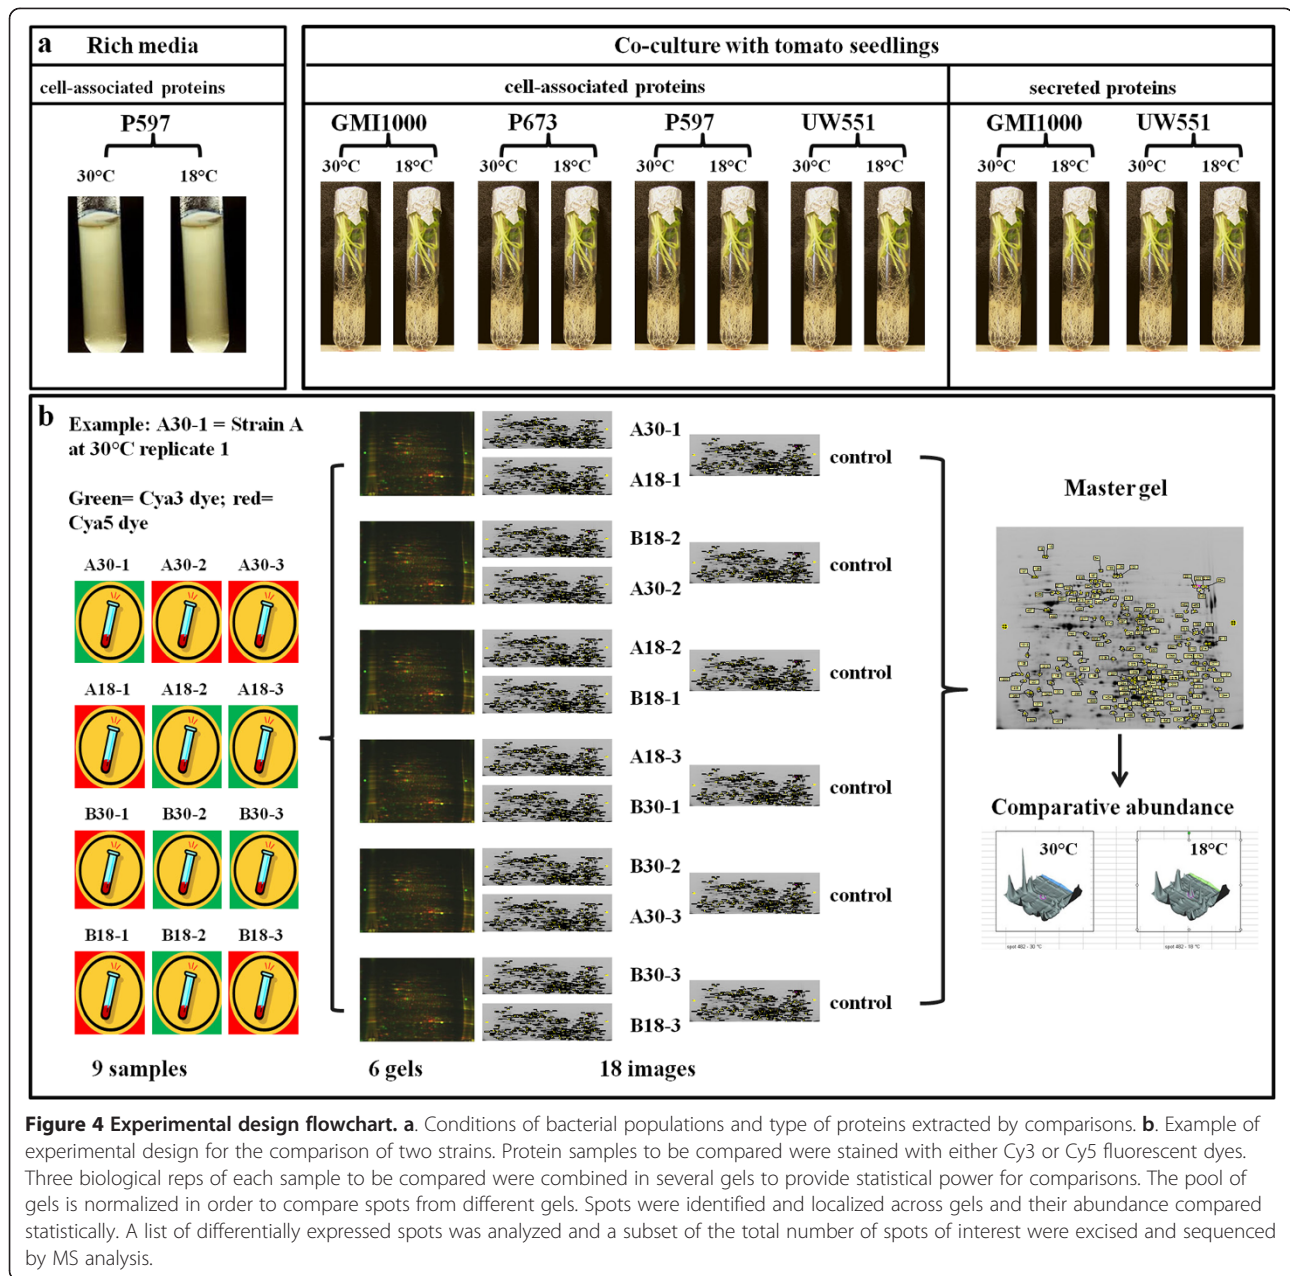 a
Rich media
Co-culture with tomato seedlings
cell-associated proteins
cell-associated proteins
secreted proteins
P597
GMI1000
P673
P597
UW551
GMI1000
UW551
30°C
18°C
30°C
18°C
30°C
18°C
30°C
18°C
30°C
18°C
30°C
18°C
30°C
18°C
b
Example: A30-1 = Strain A
at 30°C replicate 1
Green= Cya3 dye; red=
Cya5 dye
A30-1
A30-2
A30-3
A18-1
A18-2
A18-3
B30-1
B30-2
B30-3
B18-1
B18-2
B18-3
9 samples
6 gels
18 images
A30-1
A18-1
control
B18-2
A30-2
control
A18-2
B18-1
control
A18-3
B30-1
control
B30-2
A30-3
control
B30-3
B18-3
control
Master gel
Comparative abundance
30°C
18°C
spot 462 - 30 °C
spot 462 - 18 °C
Figure 4 Experimental design flowchart. a. Conditions of bacterial populations and type of proteins extracted by comparisons. b. Example of
experimental design for the comparison of two strains. Protein samples to be compared were stained with either Cy3 or Cy5 fluorescent dyes.
Three biological reps of each sample to be compared were combined in several gels to provide statistical power for comparisons. The pool of
gels is normalized in order to compare spots from different gels. Spots were identified and localized across gels and their abundance compared
statistically. A list of differentially expressed spots was analyzed and a subset of the total number of spots of interest were excised and sequenced
by MS analysis.